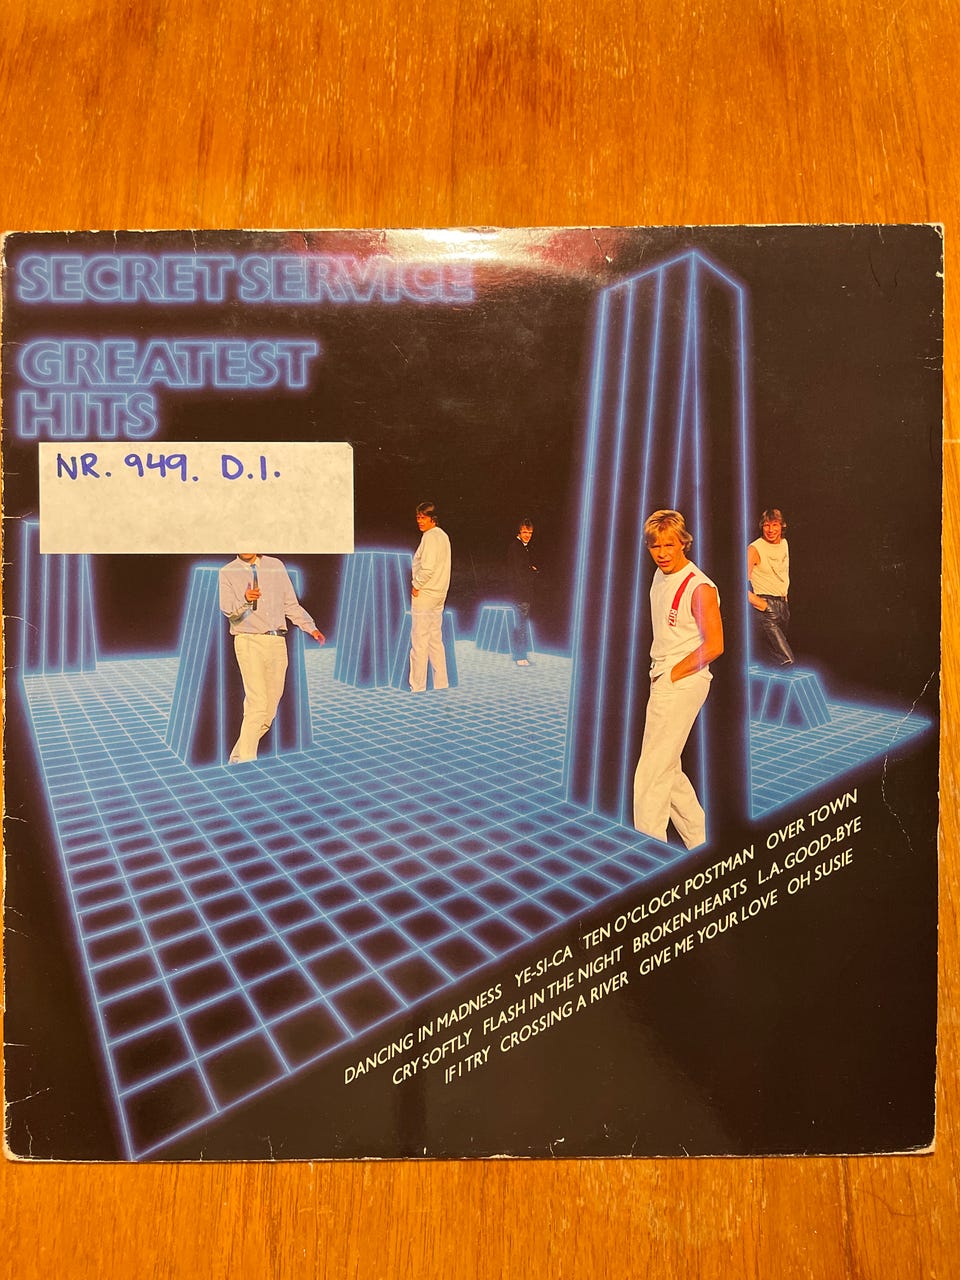 SECRET SERVICE
GREATEST
HITS
NR. 949. D.I.
RITZ
DANCING IN MADNESS YE-SI-CA TEN O'CLOCK POSTMAN OVER TOWN
CRY SOFTLY FLASH IN THE NIGHT BROKEN HEARTS L.A. GOOD-BYE
IF I TRY CROSSING A RIVER GIVE ME YOUR LOVE OH SUSIE